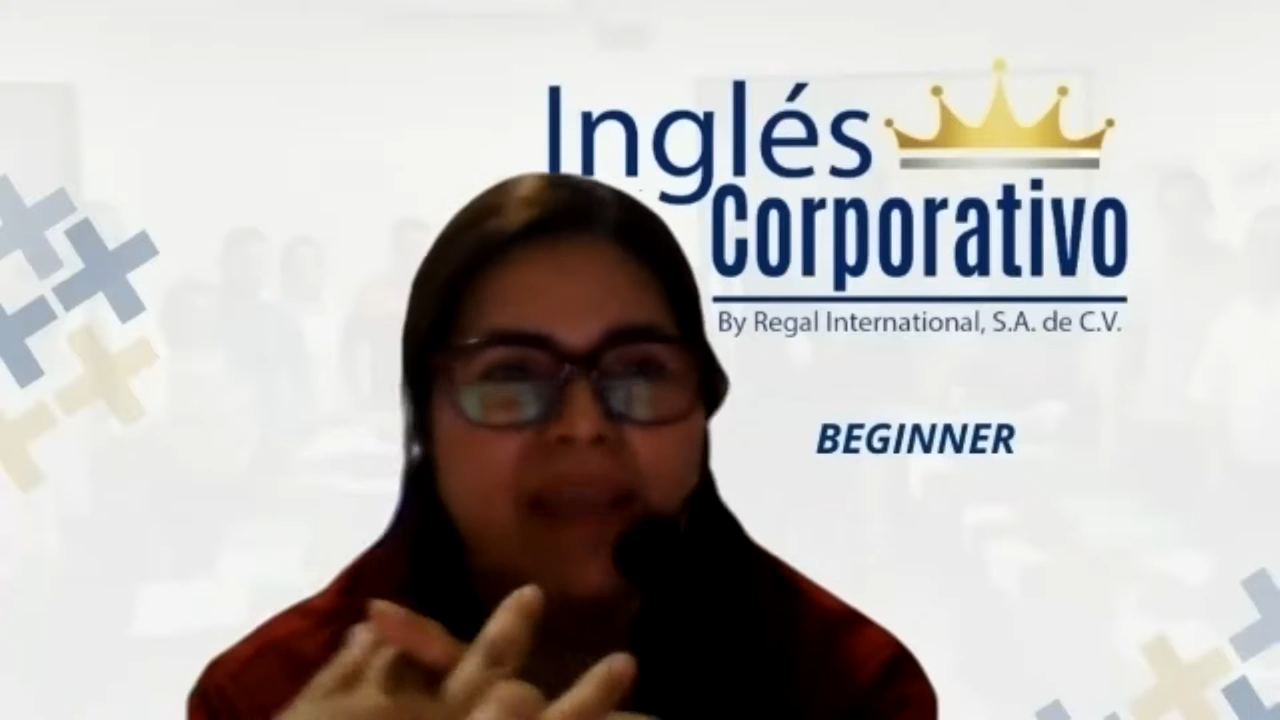 Inglés
Corporativo
By Regal International, S.A. de C.V.
BEGINNER